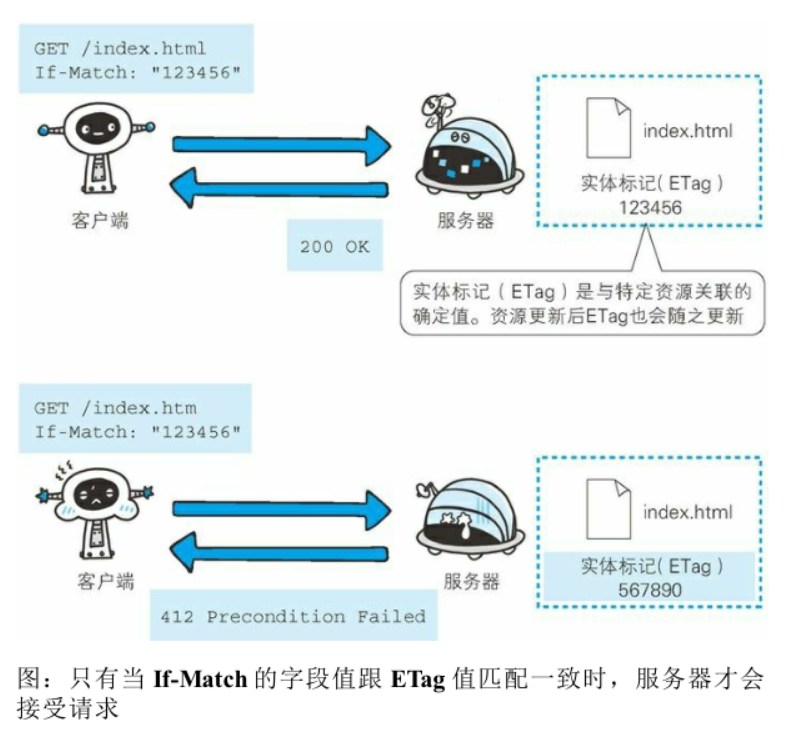 GET /index.html
If-Match: "123456"
index.html
实体标记( ETag )
123456
客户端
服务器
200 OK
实体标记（ETag）是与特定资源关联的
确定值。资源更新后ETag也会随之更新
GET /index.htm
If-Match: "123456"
index.html
实体标记( ETag )
567890
客户端
服务器
412 Precondition Failed
图：只有当 If-Match 的字段值跟 ETag 值匹配一致时，服务器才会
接受请求